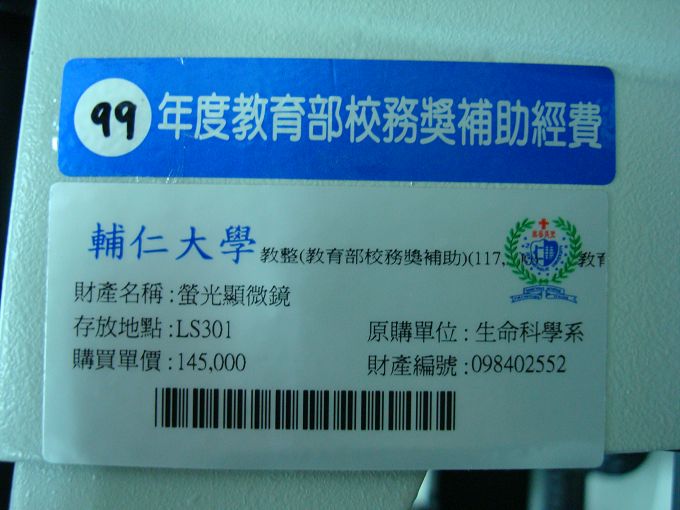 99 年度教育部校務獎補助經費
輔仁大學 教整(教育部校務獎補助)(117, 教育
財產名稱:螢光顯微鏡
存放地點:LS301 原購單位:生命科學系
購買單價:145,000 財產編號:098402552